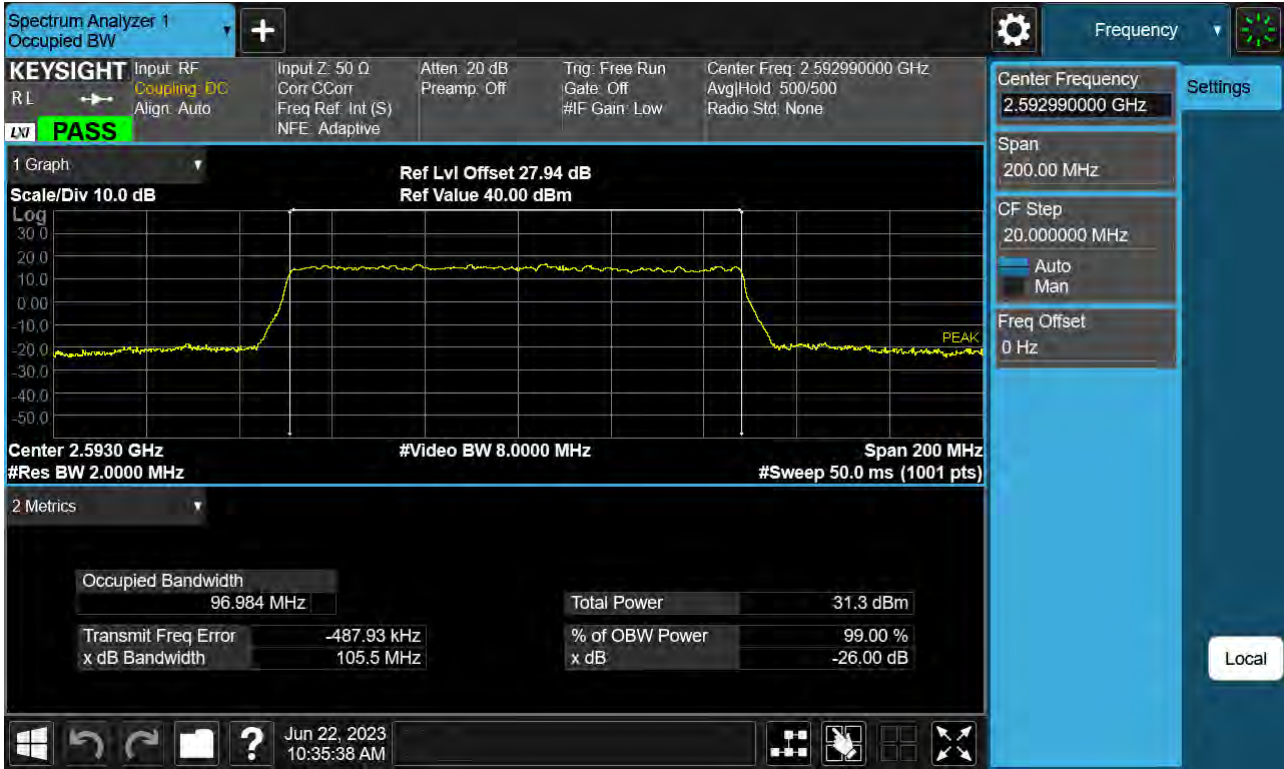 Spectrum Analyzer 1
Occupied BW
Frequency
KEYSIGHT
R L
LXI PASS
Input: RF
Coupling: DC
Align: Auto
Input Z: 50 Ω
Corr CCorr
Freq Ref: Int (S)
NFE: Adaptive
Atten: 20 dB
Preamp: Off
Trig: Free Run
Gate: Off
#IF Gain: Low
Center Freq: 2.592990000 GHz
Avg|Hold: 500/500
Radio Std: None
1 Graph
Scale/Div 10.0 dB
Ref Lvl Offset 27.94 dB
Ref Value 40.00 dBm
Log
30.0
20.0
10.0
0.00
-10.0
-20.0
-30.0
-40.0
-50.0
PEAK
Center 2.5930 GHz
#Res BW 2.0000 MHz
#Video BW 8.0000 MHz
Span 200 MHz
#Sweep 50.0 ms (1001 pts)
2 Metrics
Occupied Bandwidth
96.984 MHz
Transmit Freq Error -487.93 kHz
x dB Bandwidth 105.5 MHz
Total Power 31.3 dBm
% of OBW Power 99.00 %
x dB -26.00 dB
Center Frequency
2.592990000 GHz
Span
200.00 MHz
CF Step
20.000000 MHz
Auto
Man
Freq Offset
0 Hz
Settings
Local
?
Jun 22, 2023
10:35:38 AM